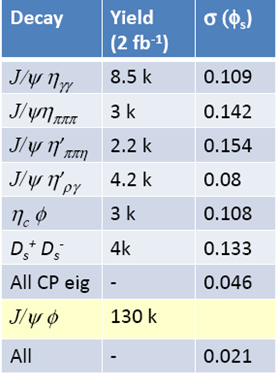 Decay Yield (2 fb⁻¹) σ (ϕs)
J/ψ ηγγ 8.5 k 0.109
J/ψηπππ 3 k 0.142
J/ψ η′ππη 2.2 k 0.154
J/ψ η′ργ 4.2 k 0.08
ηc ϕ 3 k 0.108
Ds⁺ Ds⁻ 4k 0.133
All CP eig - 0.046
J/ψ ϕ 130 k
All - 0.021